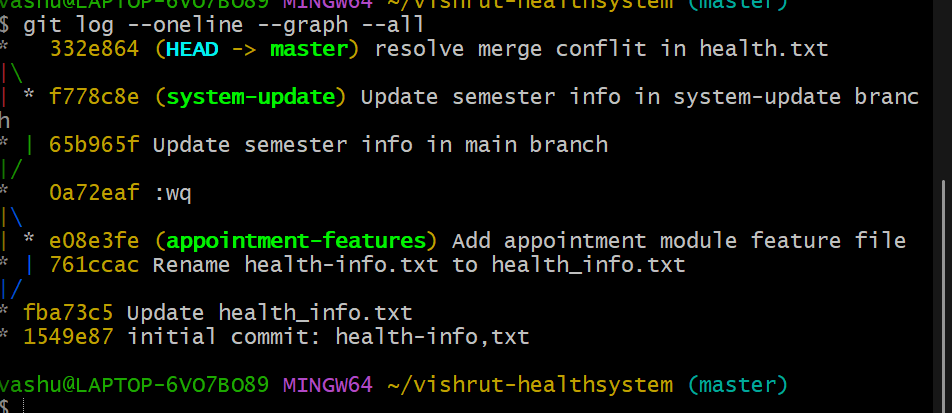 vashu@LAPTOP-6VO7BO89 MINGW64 ~/vishrut-healthsystem (master)
$ git log --oneline --graph --all
*   332e864 (HEAD -> master) resolve merge conflit in health.txt
|\
| * f778c8e (system-update) Update semester info in system-update branc
h
* | 65b965f Update semester info in main branch
|/
*   0a72eaf :wq
|\
| * e08e3fe (appointment-features) Add appointment module feature file
* | 761ccac Rename health-info.txt to health_info.txt
|/
* fba73c5 Update health_info.txt
* 1549e87 initial commit: health-info,txt
vashu@LAPTOP-6VO7BO89 MINGW64 ~/vishrut-healthsystem (master)
$